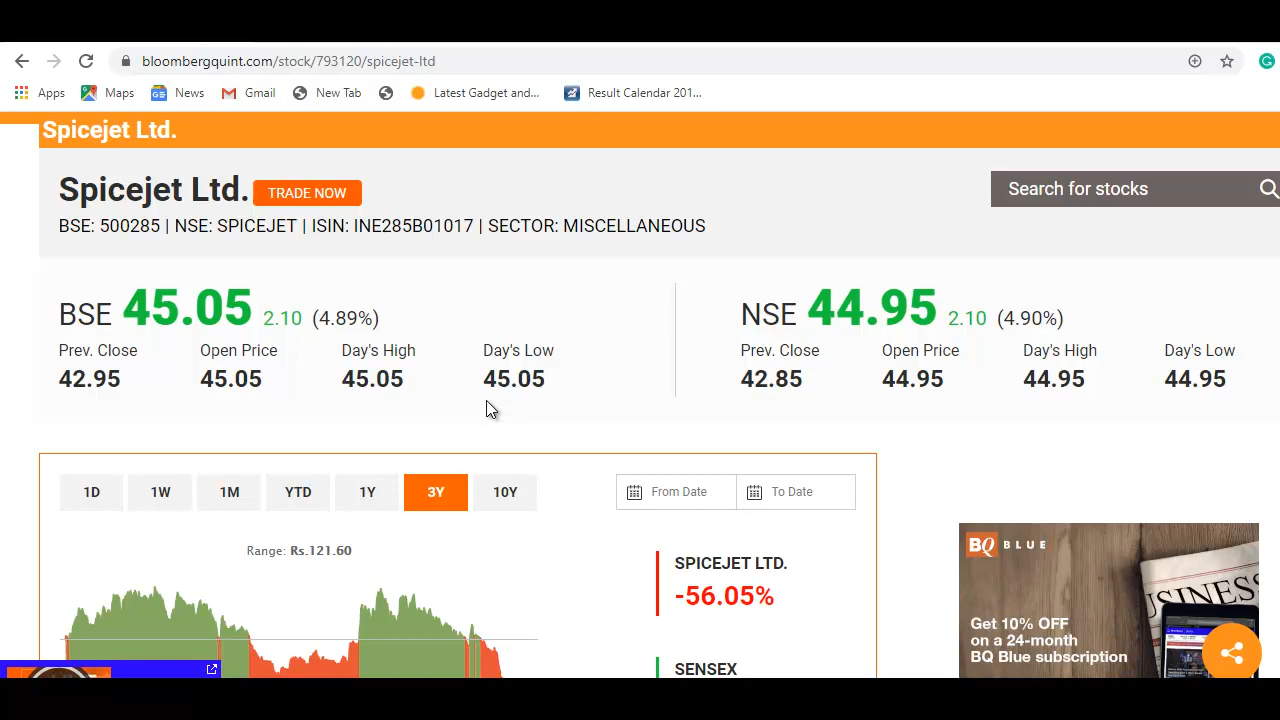 bloombergquint.com/stock/793120/spicejet-ltd
Apps Maps News Gmail New Tab Latest Gadget and... Result Calendar 201...
Spicejet Ltd.
Spicejet Ltd. TRADE NOW
Search for stocks
BSE: 500285 | NSE: SPICEJET | ISIN: INE285B01017 | SECTOR: MISCELLANEOUS
BSE 45.05 2.10 (4.89%)
Prev. Close Open Price Day's High Day's Low
42.95 45.05 45.05 45.05
NSE 44.95 2.10 (4.90%)
Prev. Close Open Price Day's High Day's Low
42.85 44.95 44.95 44.95
1D 1W 1M YTD 1Y 3Y 10Y
From Date To Date
Range: Rs.121.60
SPICEJET LTD.
-56.05%
SENSEX
BQ BLUE
BUSINESS
Get 10% OFF
on a 24-month
BQ Blue subscription